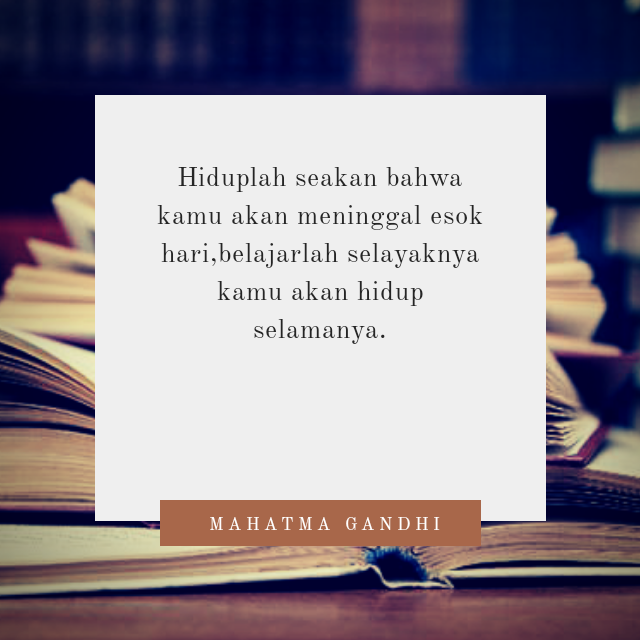 Hiduplah seakan bahwa
kamu akan meninggal esok
hari,belajarlah selayaknya
kamu akan hidup
selamanya.
MAHATMA GANDHI